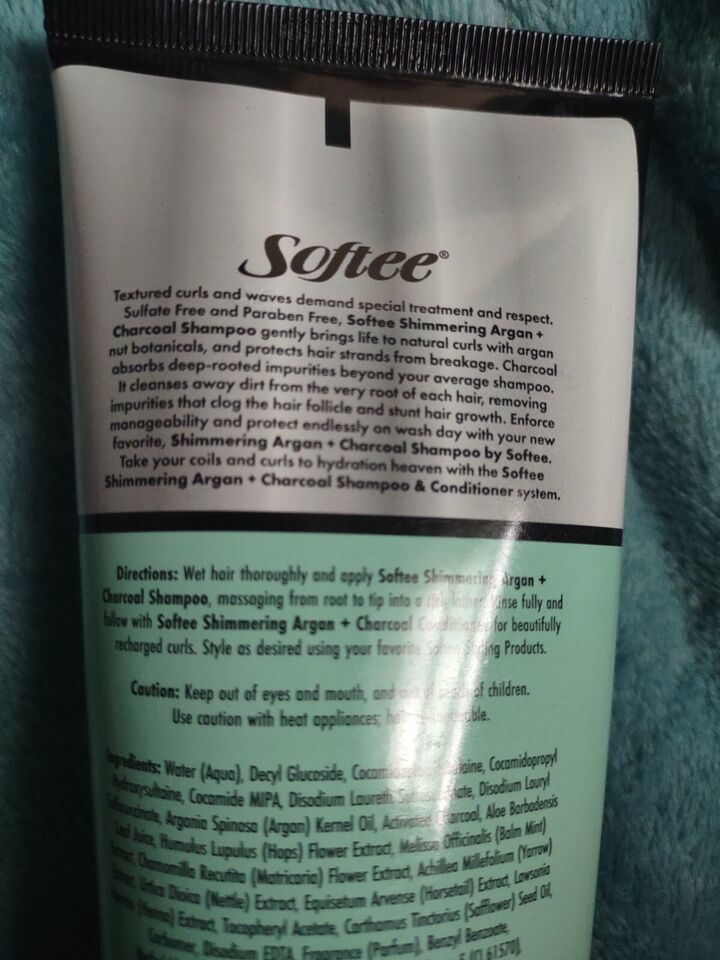 Softee®
Textured curls and waves demand special treatment and respect.
Sulfate Free and Paraben Free, Softee Shimmering Argan +
Charcoal Shampoo gently brings life to natural curls with argan
nut botanicals, and protects hair strands from breakage. Charcoal
absorbs deep-rooted impurities beyond your average shampoo.
It cleanses away dirt from the very root of each hair, removing
impurities that clog the hair follicle and stunt hair growth. Enforce
manageability and protect endlessly on wash day with your new
favorite, Shimmering Argan + Charcoal Shampoo by Softee.
Take your coils and curls to hydration heaven with the Softee
Shimmering Argan + Charcoal Shampoo & Conditioner system.
Directions: Wet hair thoroughly and apply Softee Shimmering Argan +
Charcoal Shampoo, massaging from root to tip into a rich lather. Rinse fully and
follow with Softee Shimmering Argan + Charcoal Conditioner for beautifully
recharged curls. Style as desired using your favorite Softee Styling Products.
Caution: Keep out of eyes and mouth, and out of reach of children.
Use caution with heat appliances;
Ingredients: Water (Aqua), Decyl Glucoside, Cocamidopropyl
Hydroxysultaine, Cocamide MIPA, Disodium Laureth Disodium Lauryl
Sulfosuccinate, Argania Spinosa (Argan) Kernel Oil, Activated Charcoal, Aloe Barbadensis
Leaf Juice, Humulus Lupulus (Hops) Flower Extract, Melissa Officinalis (Balm Mint)
Extract, Chamomilla Recutita (Matricaria) Flower Extract, Achillea Millefolium (Yarrow)
Extract, Urtica Dioica (Nettle) Extract, Equisetum Arvense (Horsetail) Extract, Lawsonia
(Henna) Extract, Tocopheryl Acetate, Carthamus Tinctorius (Safflower) Seed Oil,
Carbomer, Disodium EDTA, Fragrance (Parfum), Benzyl Benzoate,
61570),